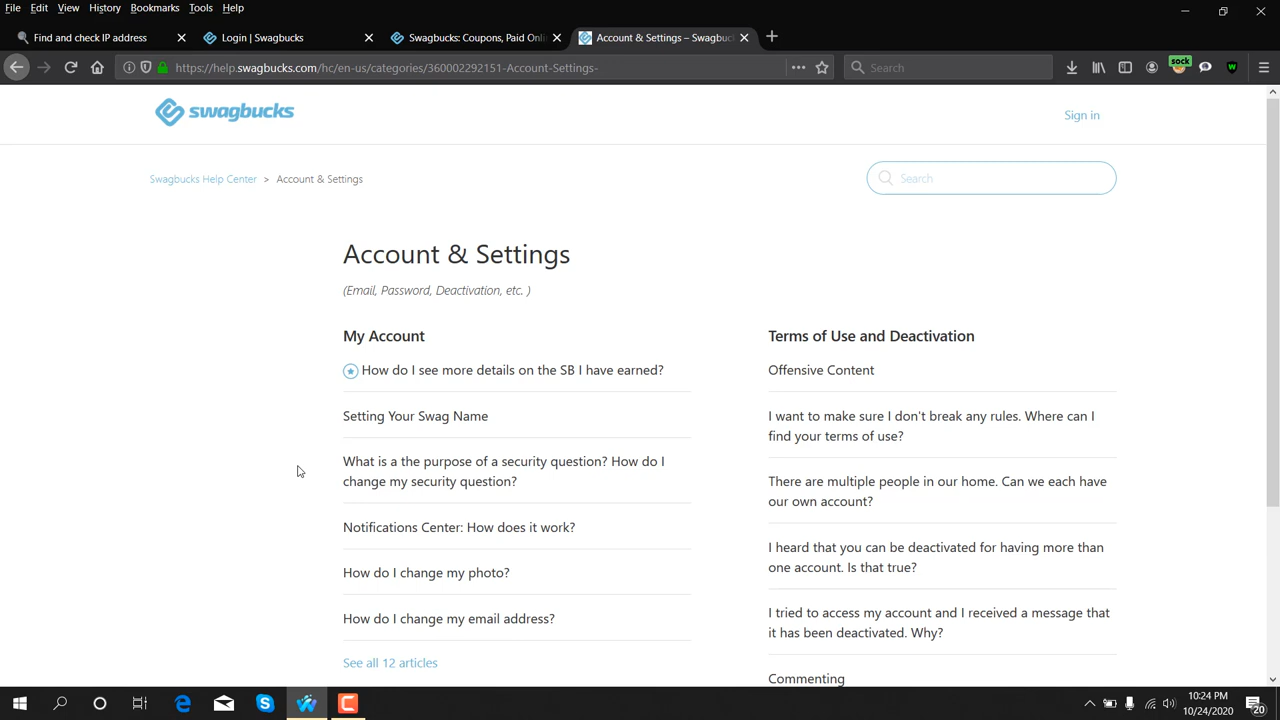 File Edit View History Bookmarks Tools Help
Find and check IP address
Login | Swagbucks
Swagbucks: Coupons, Paid Onli
Account & Settings – Swagbuc
https://help.swagbucks.com/hc/en-us/categories/360002292151-Account-Settings-
Search
sock
swagbucks
Sign in
Swagbucks Help Center > Account & Settings
Search
Account & Settings
(Email, Password, Deactivation, etc. )
My Account
How do I see more details on the SB I have earned?
Setting Your Swag Name
What is a the purpose of a security question? How do I
change my security question?
Notifications Center: How does it work?
How do I change my photo?
How do I change my email address?
See all 12 articles
Terms of Use and Deactivation
Offensive Content
I want to make sure I don't break any rules. Where can I
find your terms of use?
There are multiple people in our home. Can we each have
our own account?
I heard that you can be deactivated for having more than
one account. Is that true?
I tried to access my account and I received a message that
it has been deactivated. Why?
Commenting
10:24 PM
10/24/2020
20